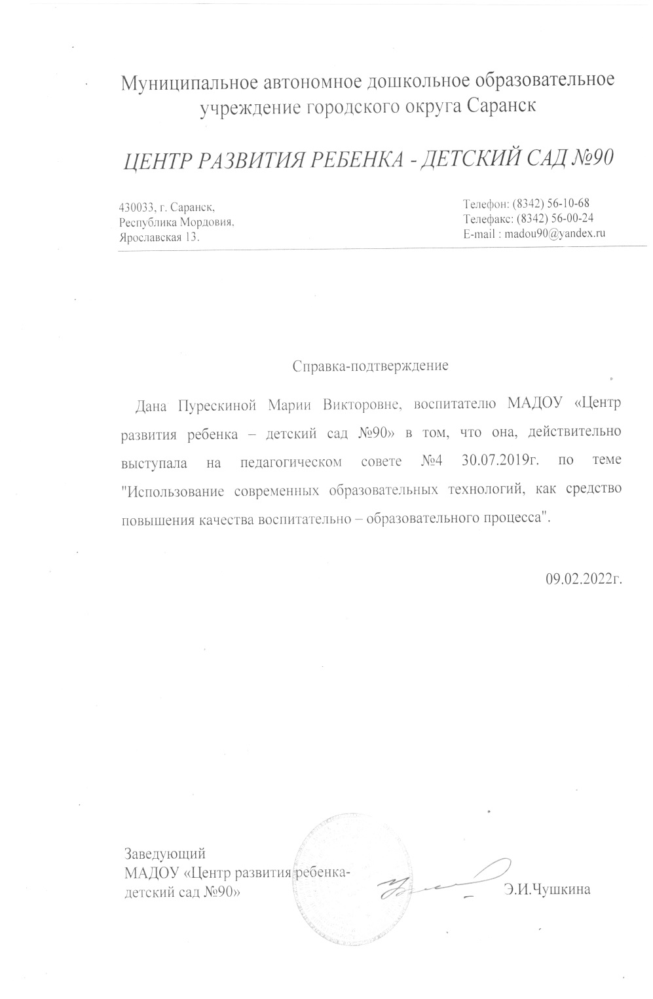 Муниципальное автономное дошкольное образовательное
учреждение городского округа Саранск
ЦЕНТР РАЗВИТИЯ РЕБЕНКА - ДЕТСКИЙ САД №90
430033, г. Саранск,
Республика Мордовия,
Ярославская 13.
Телефон: (8342) 56-10-68
Телефакс: (8342) 56-00-24
E-mail : madou90@yandex.ru
Справка-подтверждение
Дана Пурескиной Марии Викторовне, воспитателю МАДОУ «Центр
развития ребенка – детский сад №90» в том, что она, действительно
выступала на педагогическом совете №4 30.07.2019г. по теме
"Использование современных образовательных технологий, как средство
повышения качества воспитательно – образовательного процесса".
09.02.2022г.
Заведующий
МАДОУ «Центр развития ребенка-
детский сад №90»
Э.И.Чушкина